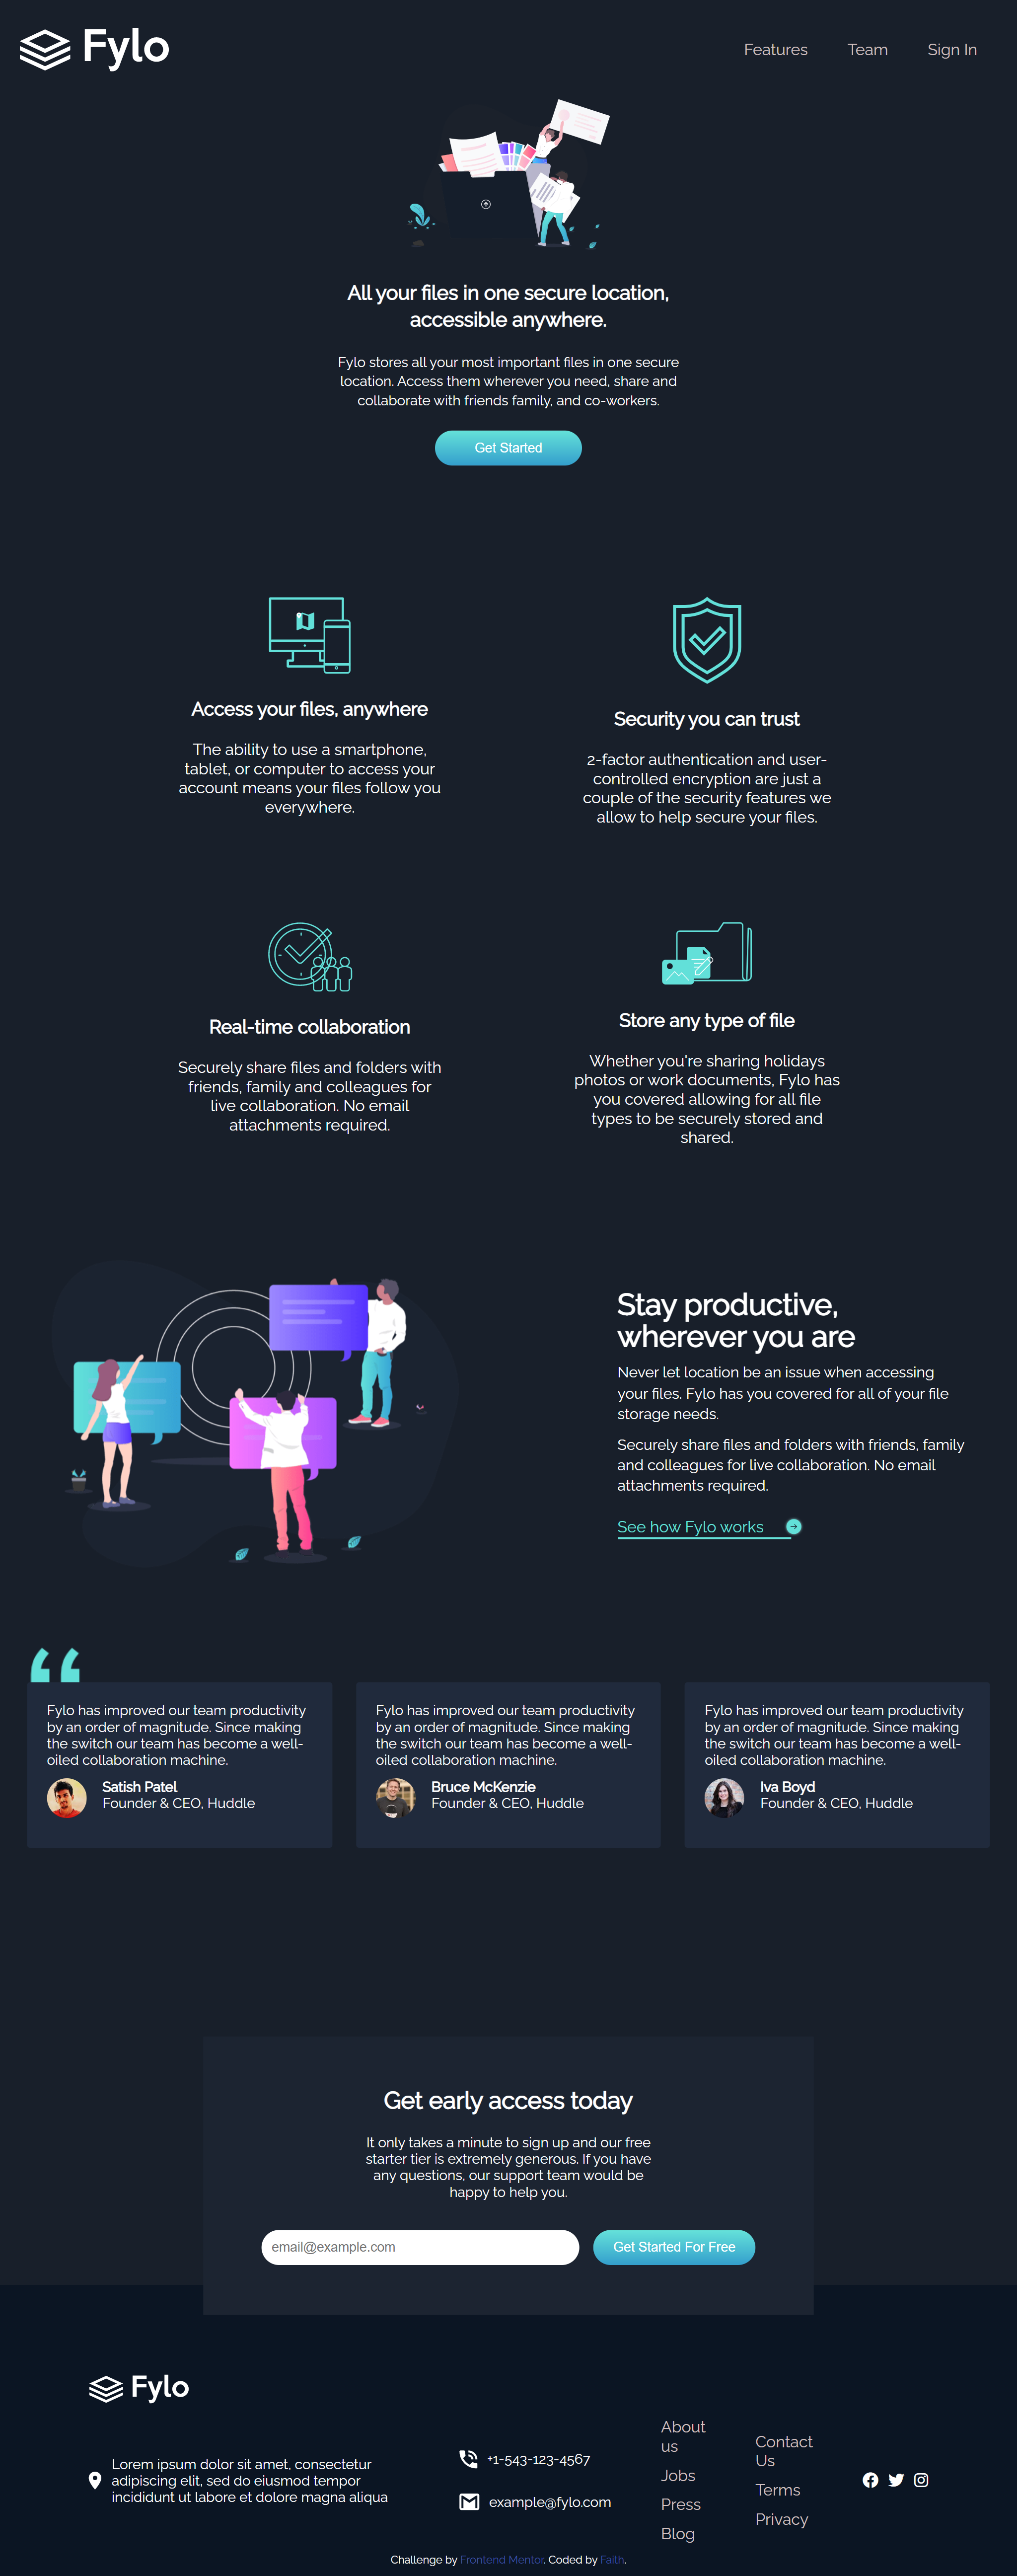 Fylo
Features
Team
Sign In
All your files in one secure location,
accessible anywhere.
Fylo stores all your most important files in one secure
location. Access them wherever you need, share and
collaborate with friends family, and co-workers.
Get Started
Access your files, anywhere
The ability to use a smartphone,
tablet, or computer to access your
account means your files follow you
everywhere.
Security you can trust
2-factor authentication and user-
controlled encryption are just a
couple of the security features we
allow to help secure your files.
Real-time collaboration
Securely share files and folders with
friends, family and colleagues for
live collaboration. No email
attachments required.
Store any type of file
Whether you're sharing holidays
photos or work documents, Fylo has
you covered allowing for all file
types to be securely stored and
shared.
Stay productive,
wherever you are
Never let location be an issue when accessing
your files. Fylo has you covered for all of your file
storage needs.
Securely share files and folders with friends, family
and colleagues for live collaboration. No email
attachments required.
See how Fylo works
Fylo has improved our team productivity
by an order of magnitude. Since making
the switch our team has become a well-
oiled collaboration machine.
Satish Patel
Founder & CEO, Huddle
Fylo has improved our team productivity
by an order of magnitude. Since making
the switch our team has become a well-
oiled collaboration machine.
Bruce McKenzie
Founder & CEO, Huddle
Fylo has improved our team productivity
by an order of magnitude. Since making
the switch our team has become a well-
oiled collaboration machine.
Iva Boyd
Founder & CEO, Huddle
Get early access today
It only takes a minute to sign up and our free
starter tier is extremely generous. If you have
any questions, our support team would be
happy to help you.
email@example.com
Get Started For Free
Fylo
Lorem ipsum dolor sit amet, consectetur
adipiscing elit, sed do eiusmod tempor
incididunt ut labore et dolore magna aliqua
+1-543-123-4567
example@fylo.com
About
us
Jobs
Press
Blog
Contact
Us
Terms
Privacy
Challenge by Frontend Mentor. Coded by Faith.